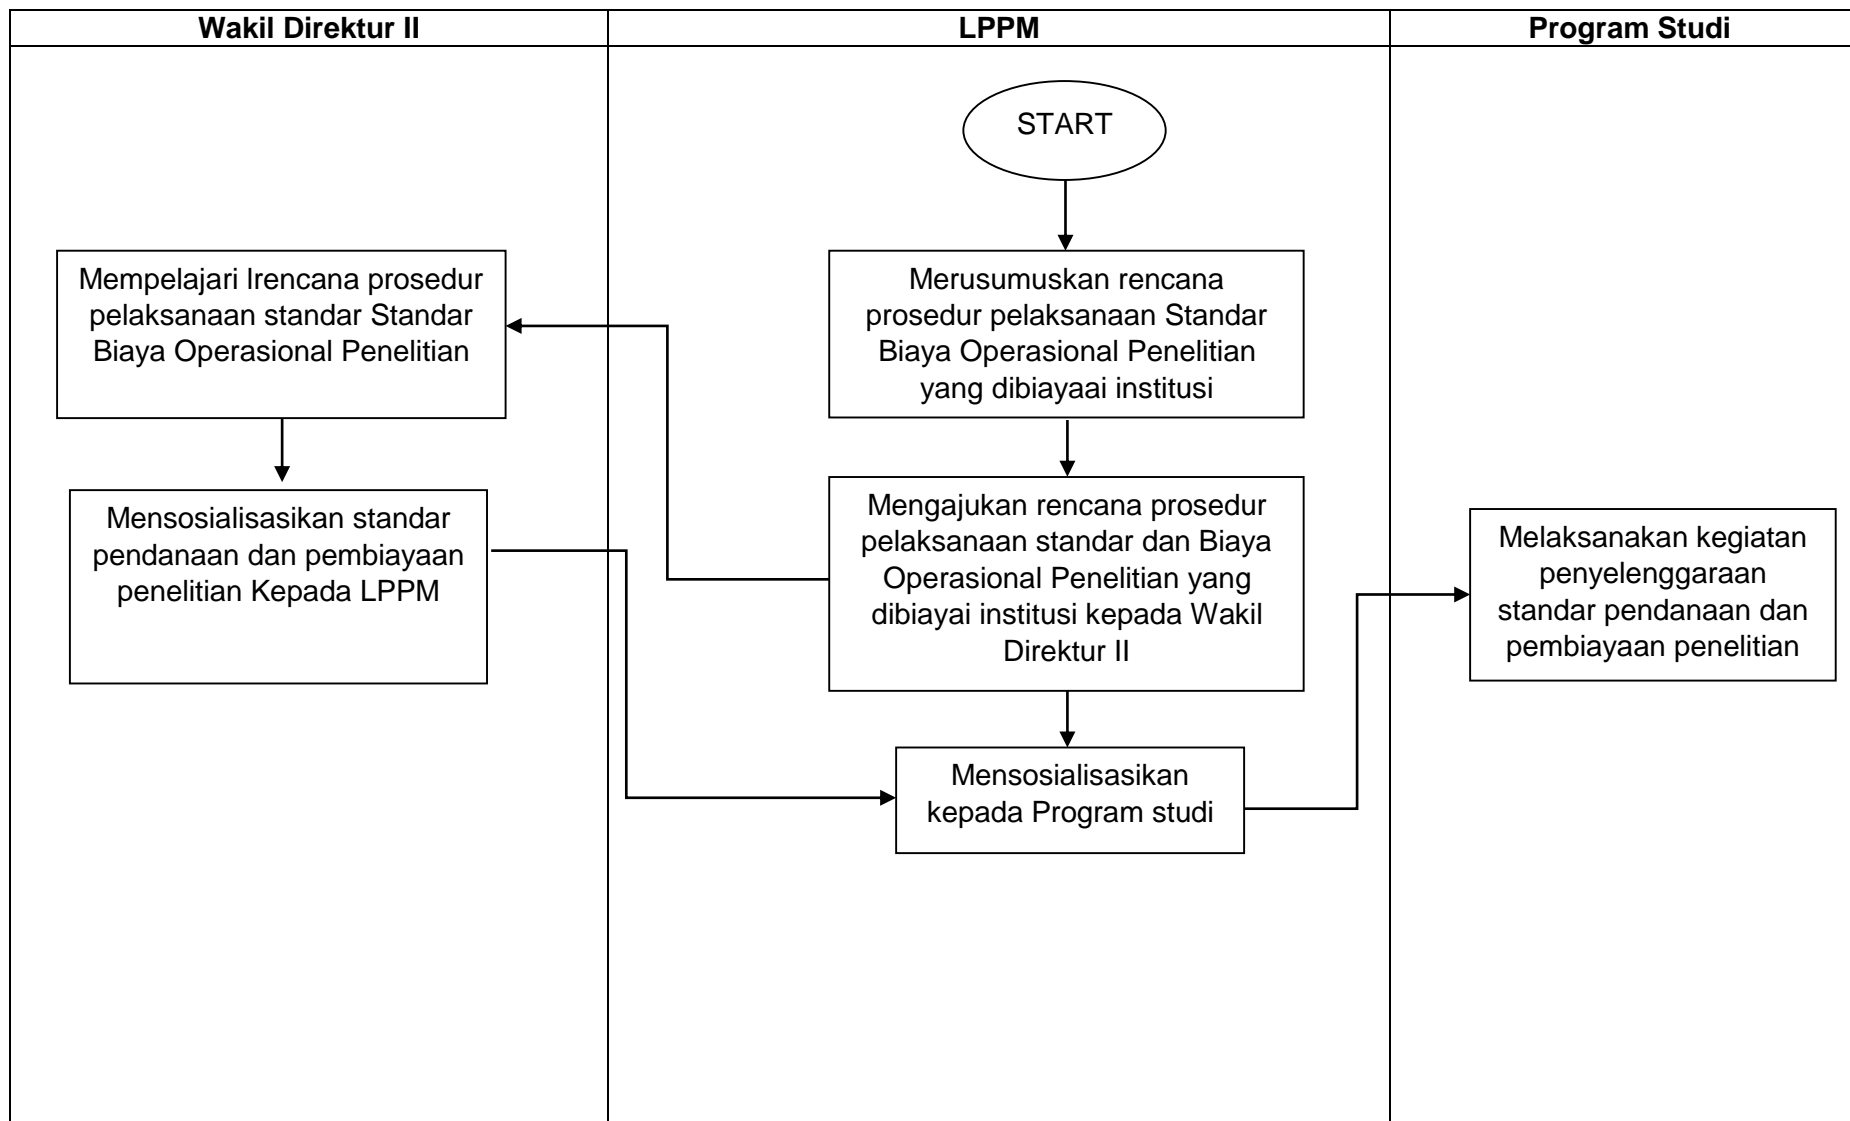 Wakil Direktur II
LPPM
Program Studi
START
Merusumuskan rencana
prosedur pelaksanaan Standar
Biaya Operasional Penelitian
yang dibiayaai institusi
Mengajukan rencana prosedur
pelaksanaan standar dan Biaya
Operasional Penelitian yang
dibiayai institusi kepada Wakil
Direktur II
Mempelajari lrencana prosedur
pelaksanaan standar Standar
Biaya Operasional Penelitian
Mensosialisasikan standar
pendanaan dan pembiayaan
penelitian Kepada LPPM
Mensosialisasikan
kepada Program studi
Melaksanakan kegiatan
penyelenggaraan
standar pendanaan dan
pembiayaan penelitian